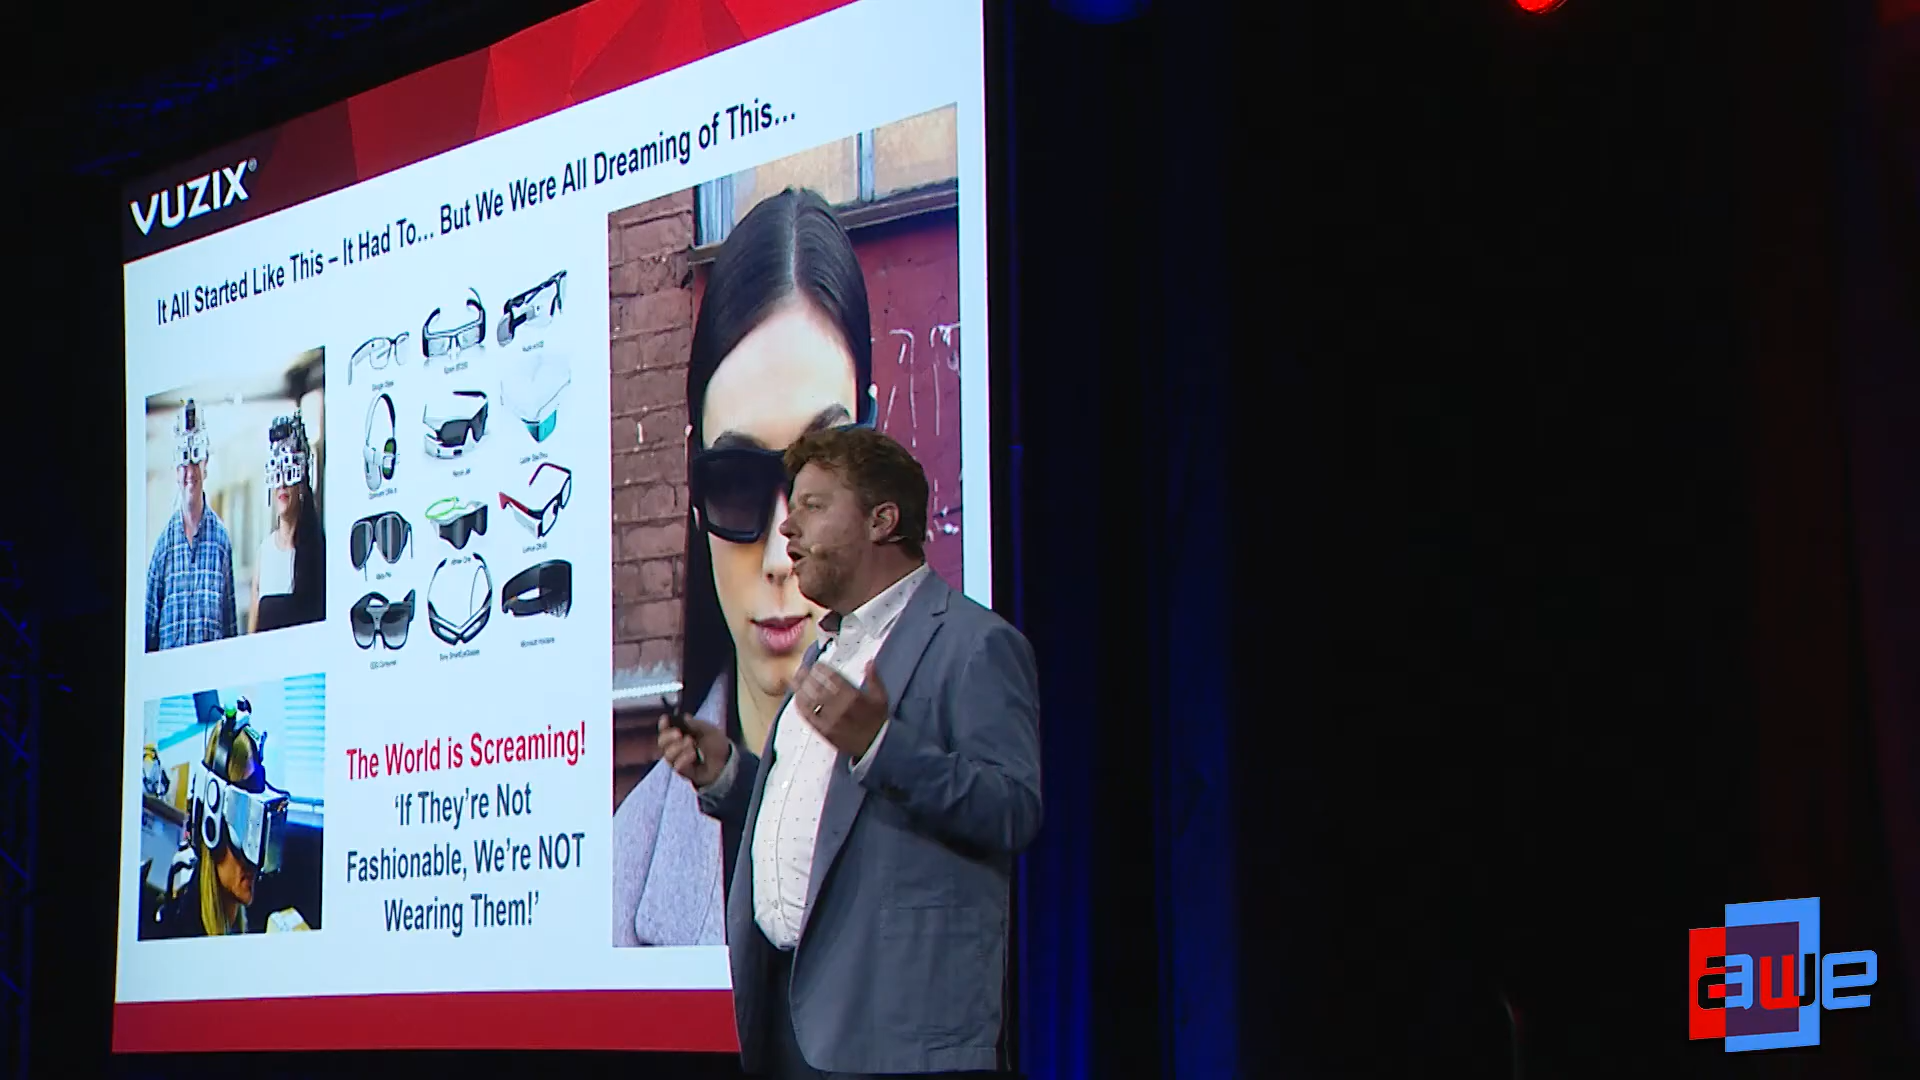 VUZIX®
It All Started Like This – It Had To... But We Were All Dreaming of This...
The World is Screaming!
‘If They’re Not
Fashionable, We’re NOT
Wearing Them!’
awe